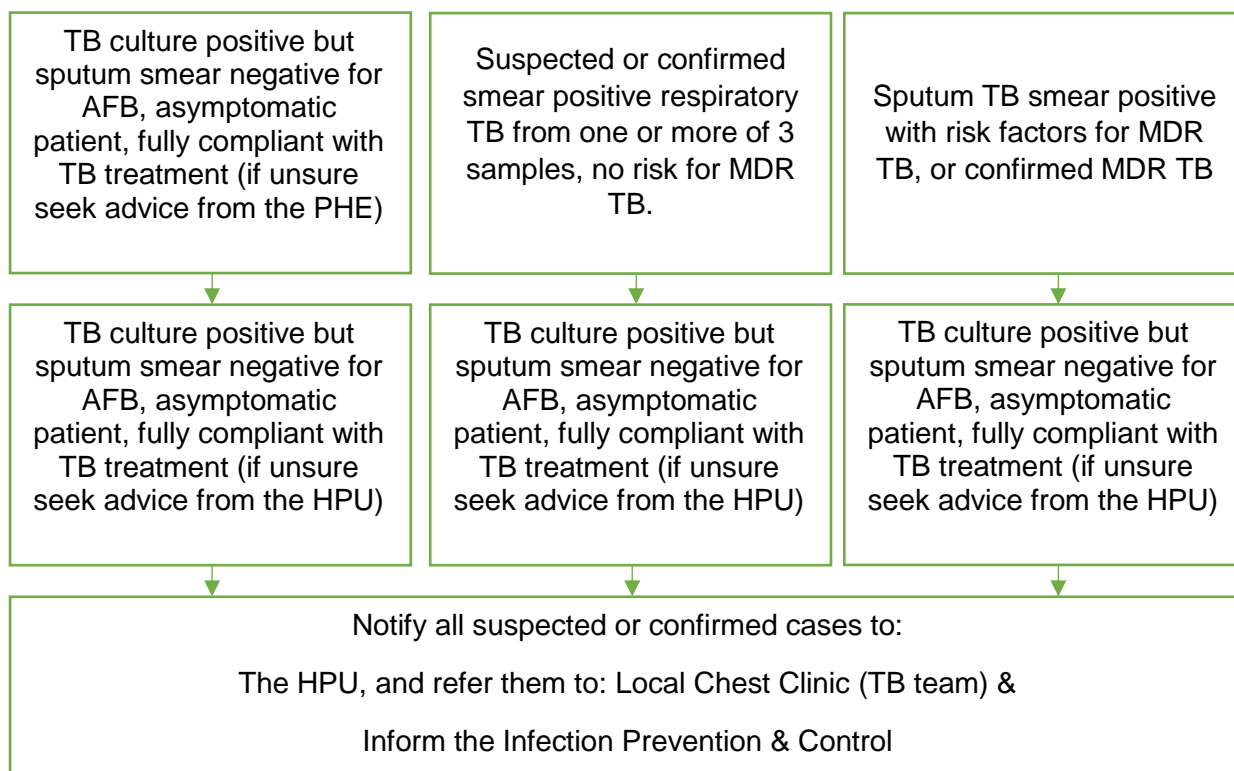 TB culture positive but
sputum smear negative for
AFB, asymptomatic
patient, fully compliant with
TB treatment (if unsure
seek advice from the PHE)
Suspected or confirmed
smear positive respiratory
TB from one or more of 3
samples, no risk for MDR
TB.
Sputum TB smear positive
with risk factors for MDR
TB, or confirmed MDR TB
TB culture positive but
sputum smear negative for
AFB, asymptomatic
patient, fully compliant with
TB treatment (if unsure
seek advice from the HPU)
TB culture positive but
sputum smear negative for
AFB, asymptomatic
patient, fully compliant with
TB treatment (if unsure
seek advice from the HPU)
TB culture positive but
sputum smear negative for
AFB, asymptomatic
patient, fully compliant with
TB treatment (if unsure
seek advice from the HPU)
Notify all suspected or confirmed cases to:
The HPU, and refer them to: Local Chest Clinic (TB team) &
Inform the Infection Prevention & Control